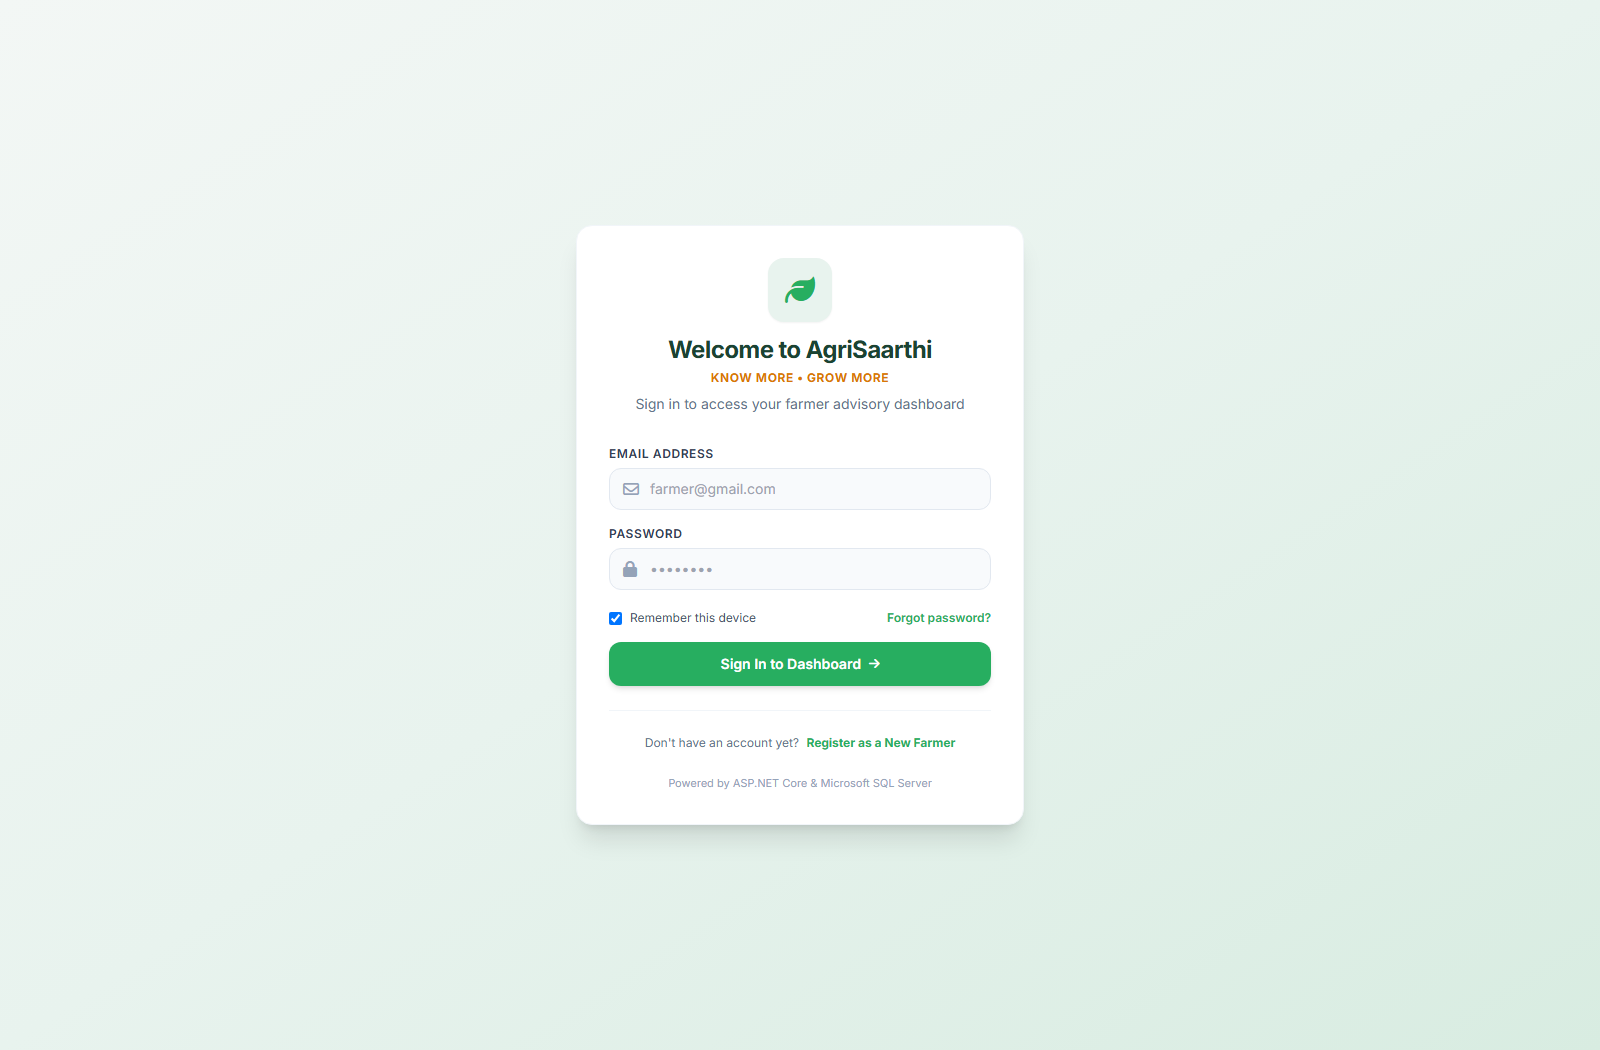 Welcome to AgriSaarthi
KNOW MORE • GROW MORE
Sign in to access your farmer advisory dashboard
EMAIL ADDRESS
farmer@gmail.com
PASSWORD
••••••••
Remember this device
Forgot password?
Sign In to Dashboard →
Don't have an account yet? Register as a New Farmer
Powered by ASP.NET Core & Microsoft SQL Server